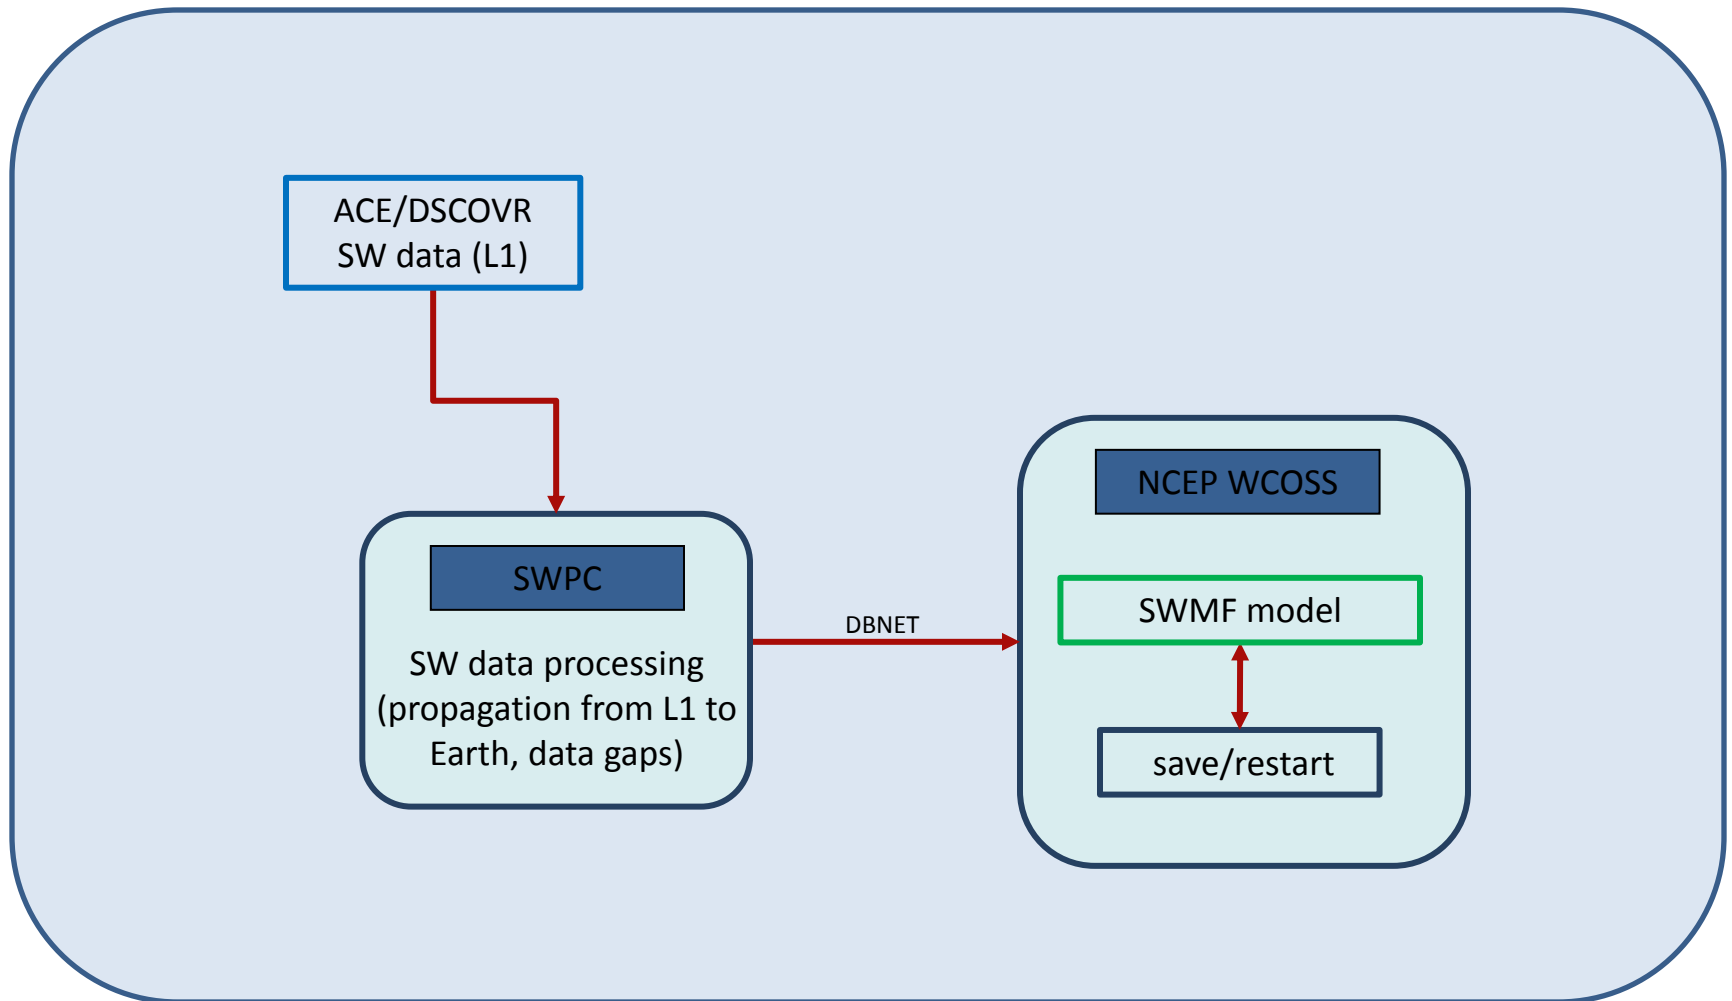 ACE/DSCOVR
SW data (L1)
NCEP WCOSS
SWPC
SWMF model
DBNET
SW data processing
(propagation from L1 to
Earth, data gaps)
save/restart